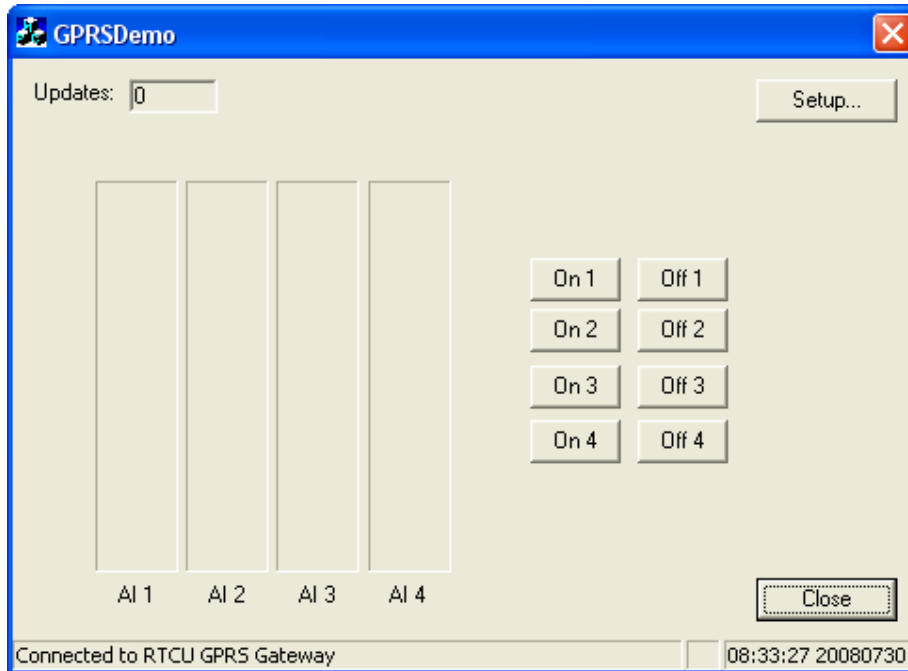 GPRSDemo
Updates: 0
Setup...
On 1 Off 1
On 2 Off 2
On 3 Off 3
On 4 Off 4
AI 1 AI 2 AI 3 AI 4
Close
Connected to RTCU GPRS Gateway 08:33:27 20080730